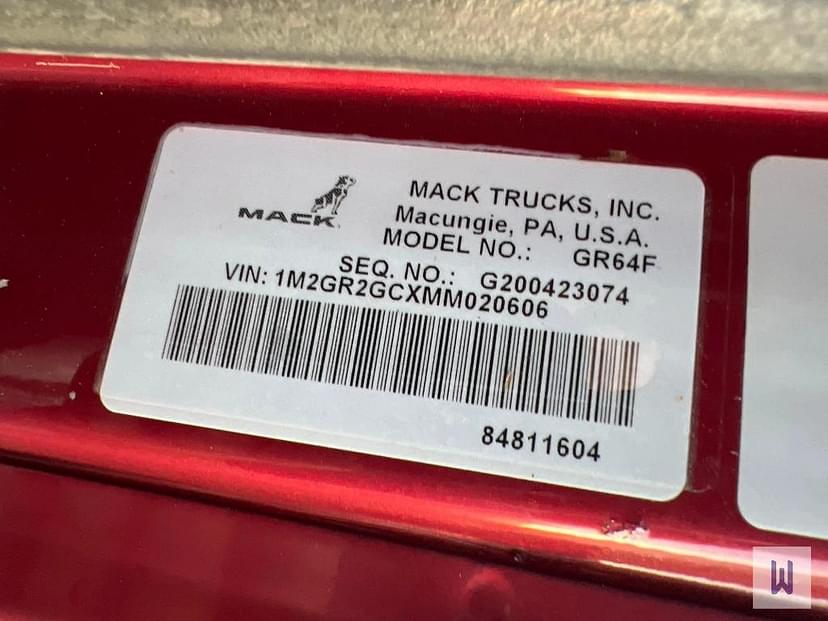 MACK
MACK TRUCKS, INC.
Macungie, PA, U.S.A.
MODEL NO.: GR64F
SEQ. NO.: G200423074
VIN: 1M2GR2GCXMM020606
84811604
W